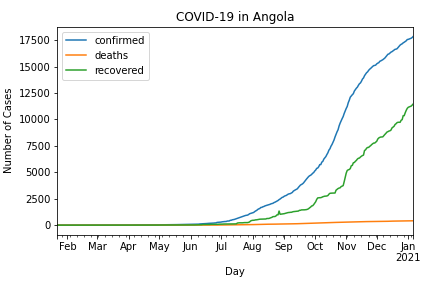 COVID-19 in Angola
confirmed
deaths
recovered
Number of Cases
17500
15000
12500
10000
7500
5000
2500
0
Feb Mar Apr May Jun Jul Aug Sep Oct Nov Dec Jan
2021
Day